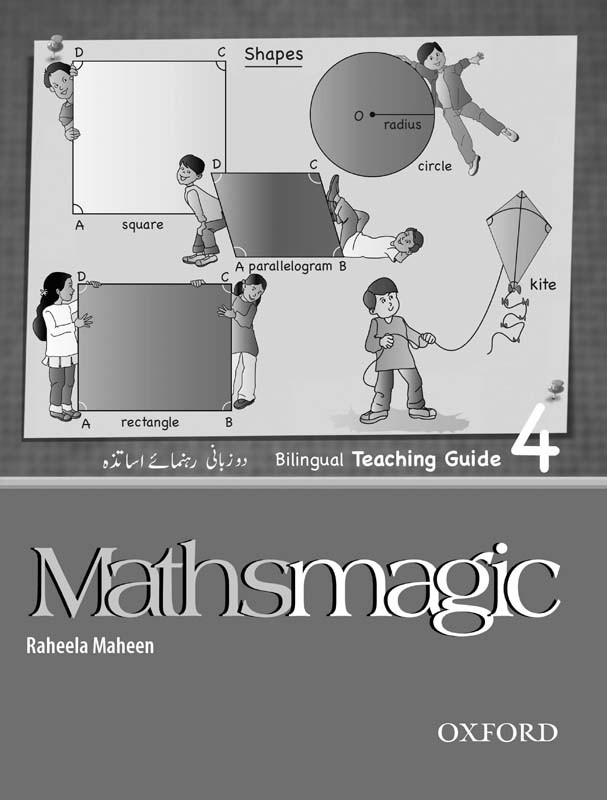 Shapes
D C
A square
O
radius
circle
D C
A parallelogram B
kite
D C
A rectangle B
دو زبانی رہنمائے اساتذہ Bilingual Teaching Guide 4
Mathsmagic
Raheela Maheen
OXFORD